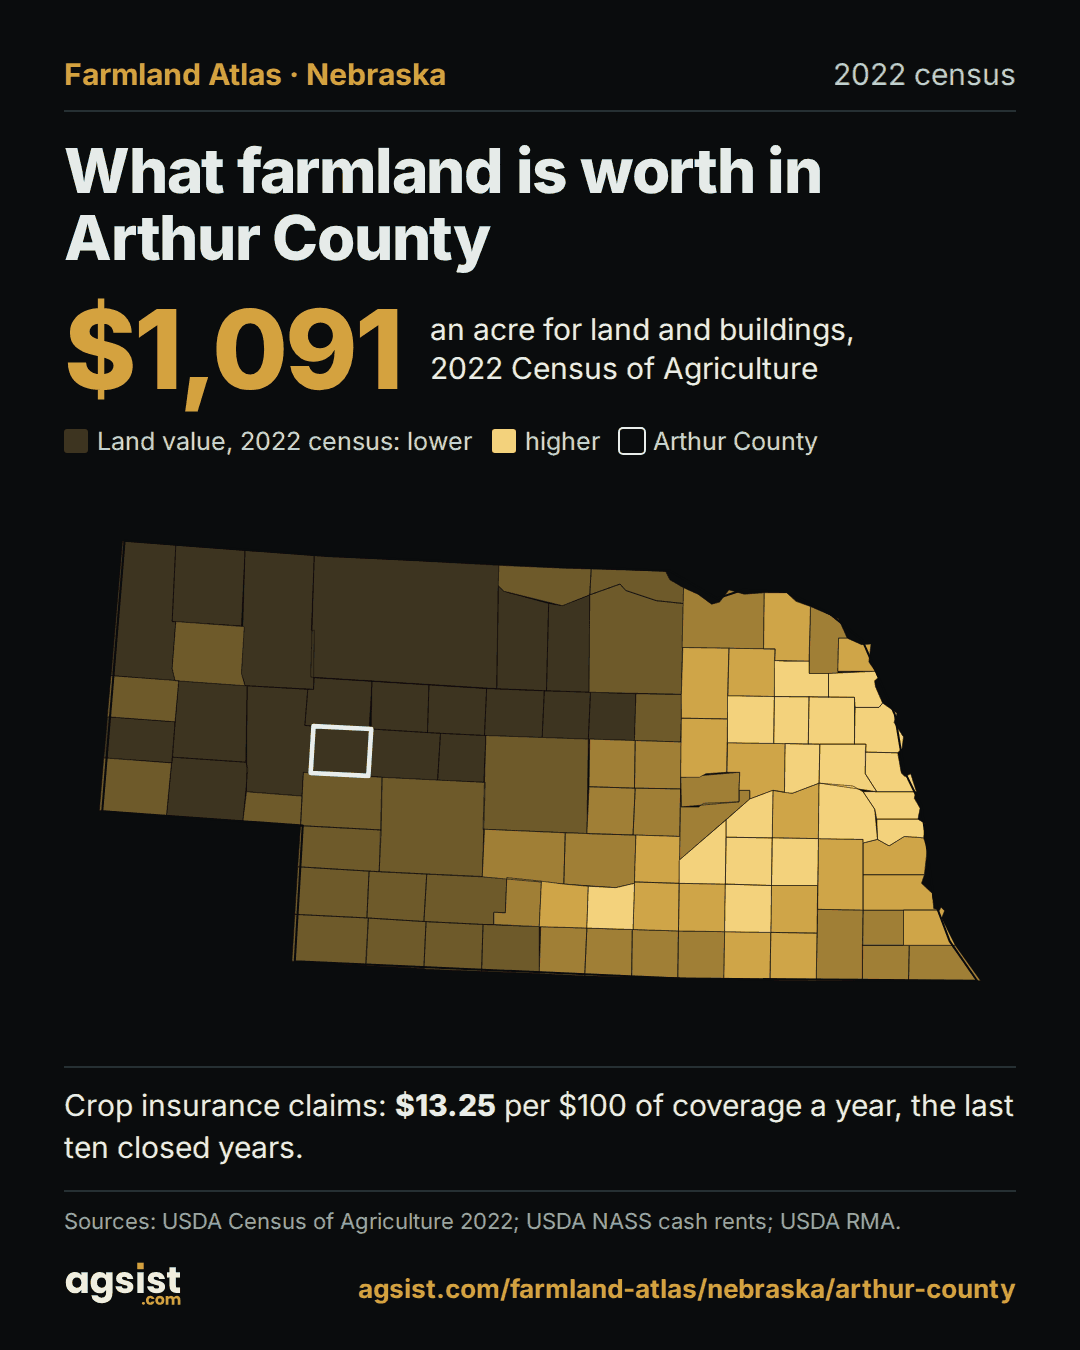 Farmland Atlas · Nebraska
2022 census
What farmland is worth in
Arthur County
$1,091
an acre for land and buildings,
2022 Census of Agriculture
Land value, 2022 census: lower
higher
Arthur County
Crop insurance claims: $13.25 per $100 of coverage a year, the last
ten closed years.
Sources: USDA Census of Agriculture 2022; USDA NASS cash rents; USDA RMA.
agsist
.com
agsist.com/farmland-atlas/nebraska/arthur-county